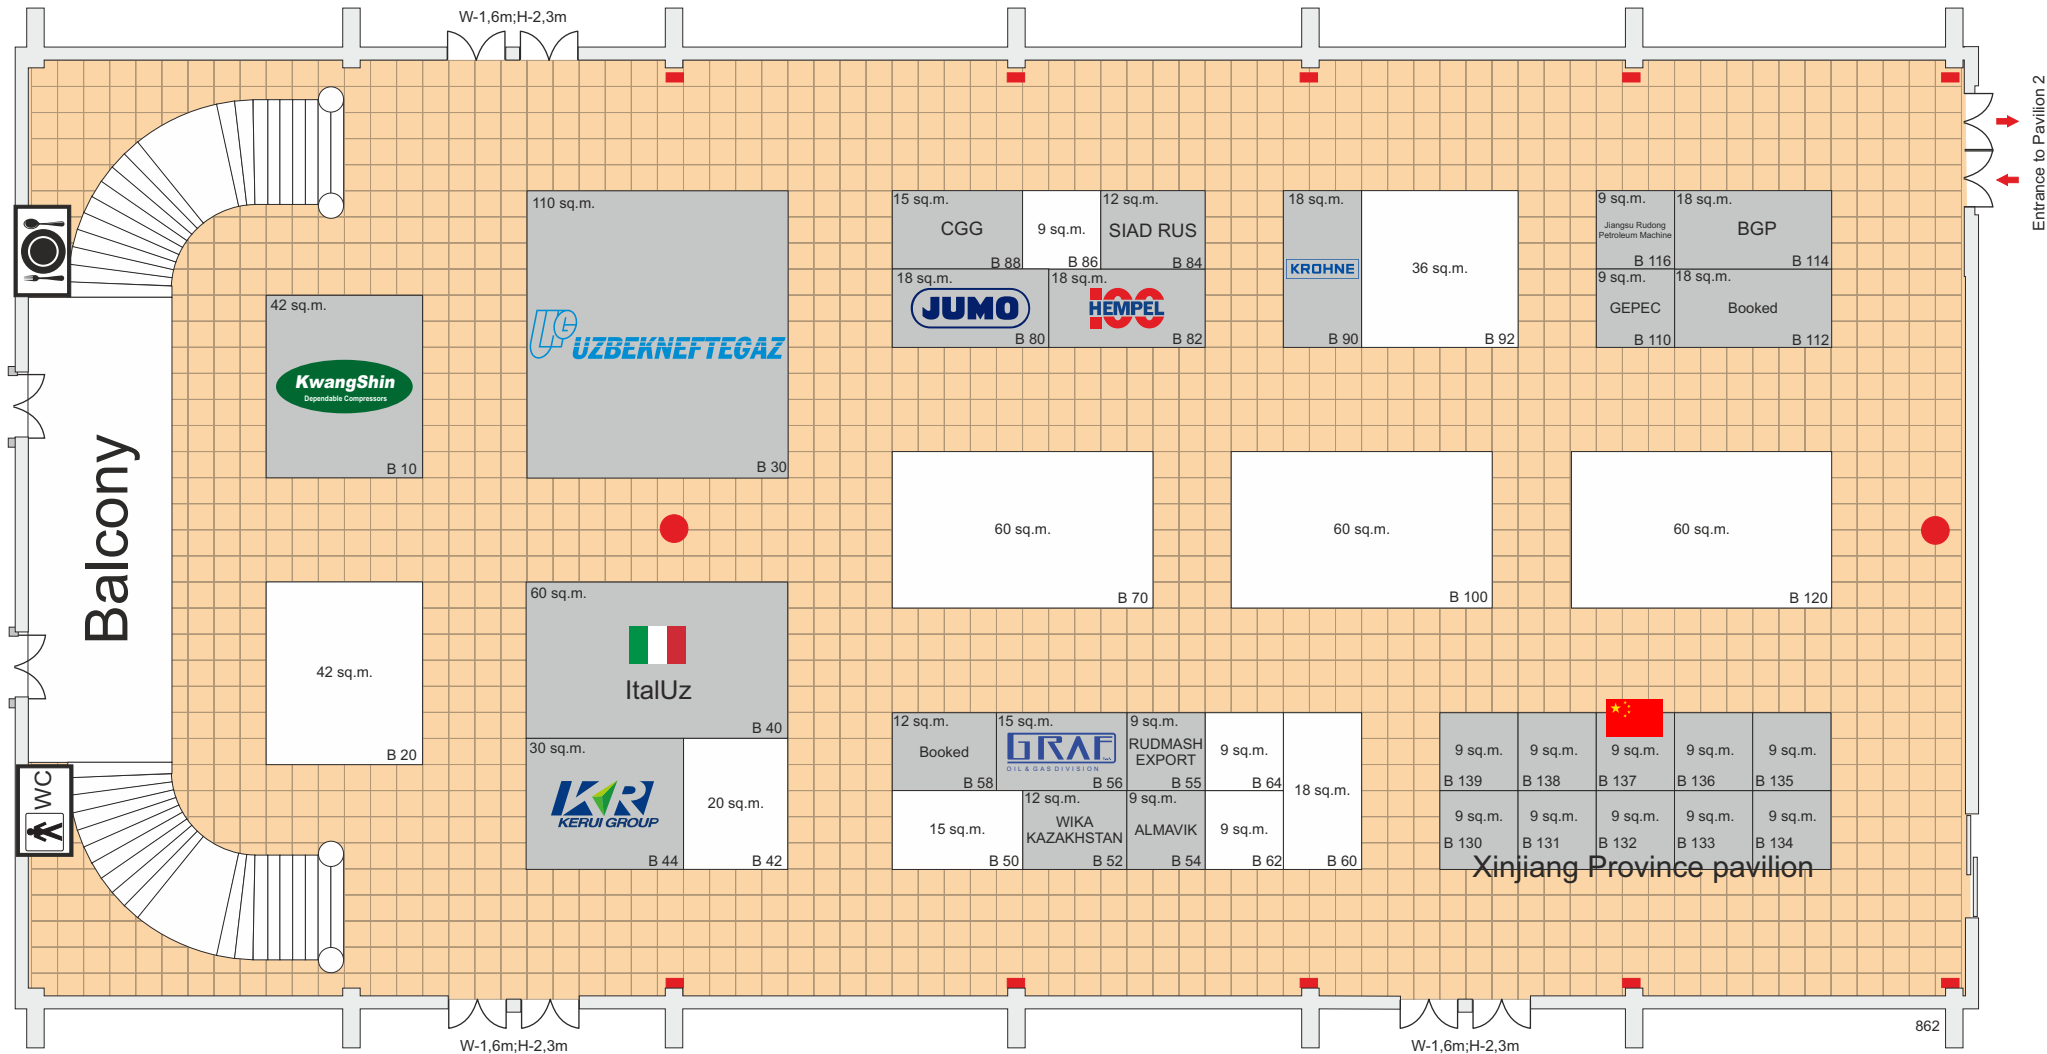 W-1,6m;H-2,3m
Entrance to Pavilion 2
Balcony
WC
42 sq.m.
KwangShin
Dependable Compressors
B 10
42 sq.m.
B 20
110 sq.m.
UZBEKNEFTEGAZ
B 30
60 sq.m.
ItalUz
B 40
30 sq.m.
KERUI GROUP
B 44
20 sq.m.
B 42
15 sq.m.
CGG
B 88
9 sq.m.
B 86
12 sq.m.
SIAD RUS
B 84
18 sq.m.
JUMO
B 80
18 sq.m.
100
HEMPEL
B 82
18 sq.m.
KROHNE
B 90
36 sq.m.
B 92
9 sq.m.
Jiangsu Rudong
Petroleum Machine
B 116
18 sq.m.
BGP
B 114
9 sq.m.
GEPEC
B 110
18 sq.m.
Booked
B 112
60 sq.m.
B 70
60 sq.m.
B 100
60 sq.m.
B 120
12 sq.m.
Booked
B 58
15 sq.m.
GRAF
OIL & GAS DIVISION
B 56
9 sq.m.
RUDMASH
EXPORT
B 55
9 sq.m.
B 64
18 sq.m.
B 60
15 sq.m.
B 50
12 sq.m.
WIKA
KAZAKHSTAN
B 52
9 sq.m.
ALMAVIK
B 54
9 sq.m.
B 62
9 sq.m.
B 139
9 sq.m.
B 138
9 sq.m.
B 137
9 sq.m.
B 136
9 sq.m.
B 135
9 sq.m.
B 130
9 sq.m.
B 131
9 sq.m.
B 132
9 sq.m.
B 133
9 sq.m.
B 134
Xinjiang Province pavilion
862
W-1,6m;H-2,3m
W-1,6m;H-2,3m